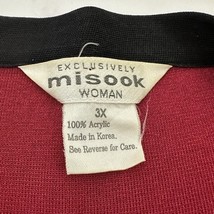 EXCLUSIVELY
misook
WOMAN
3X
100% Acrylic
Made in Korea.
See Reverse for Care.